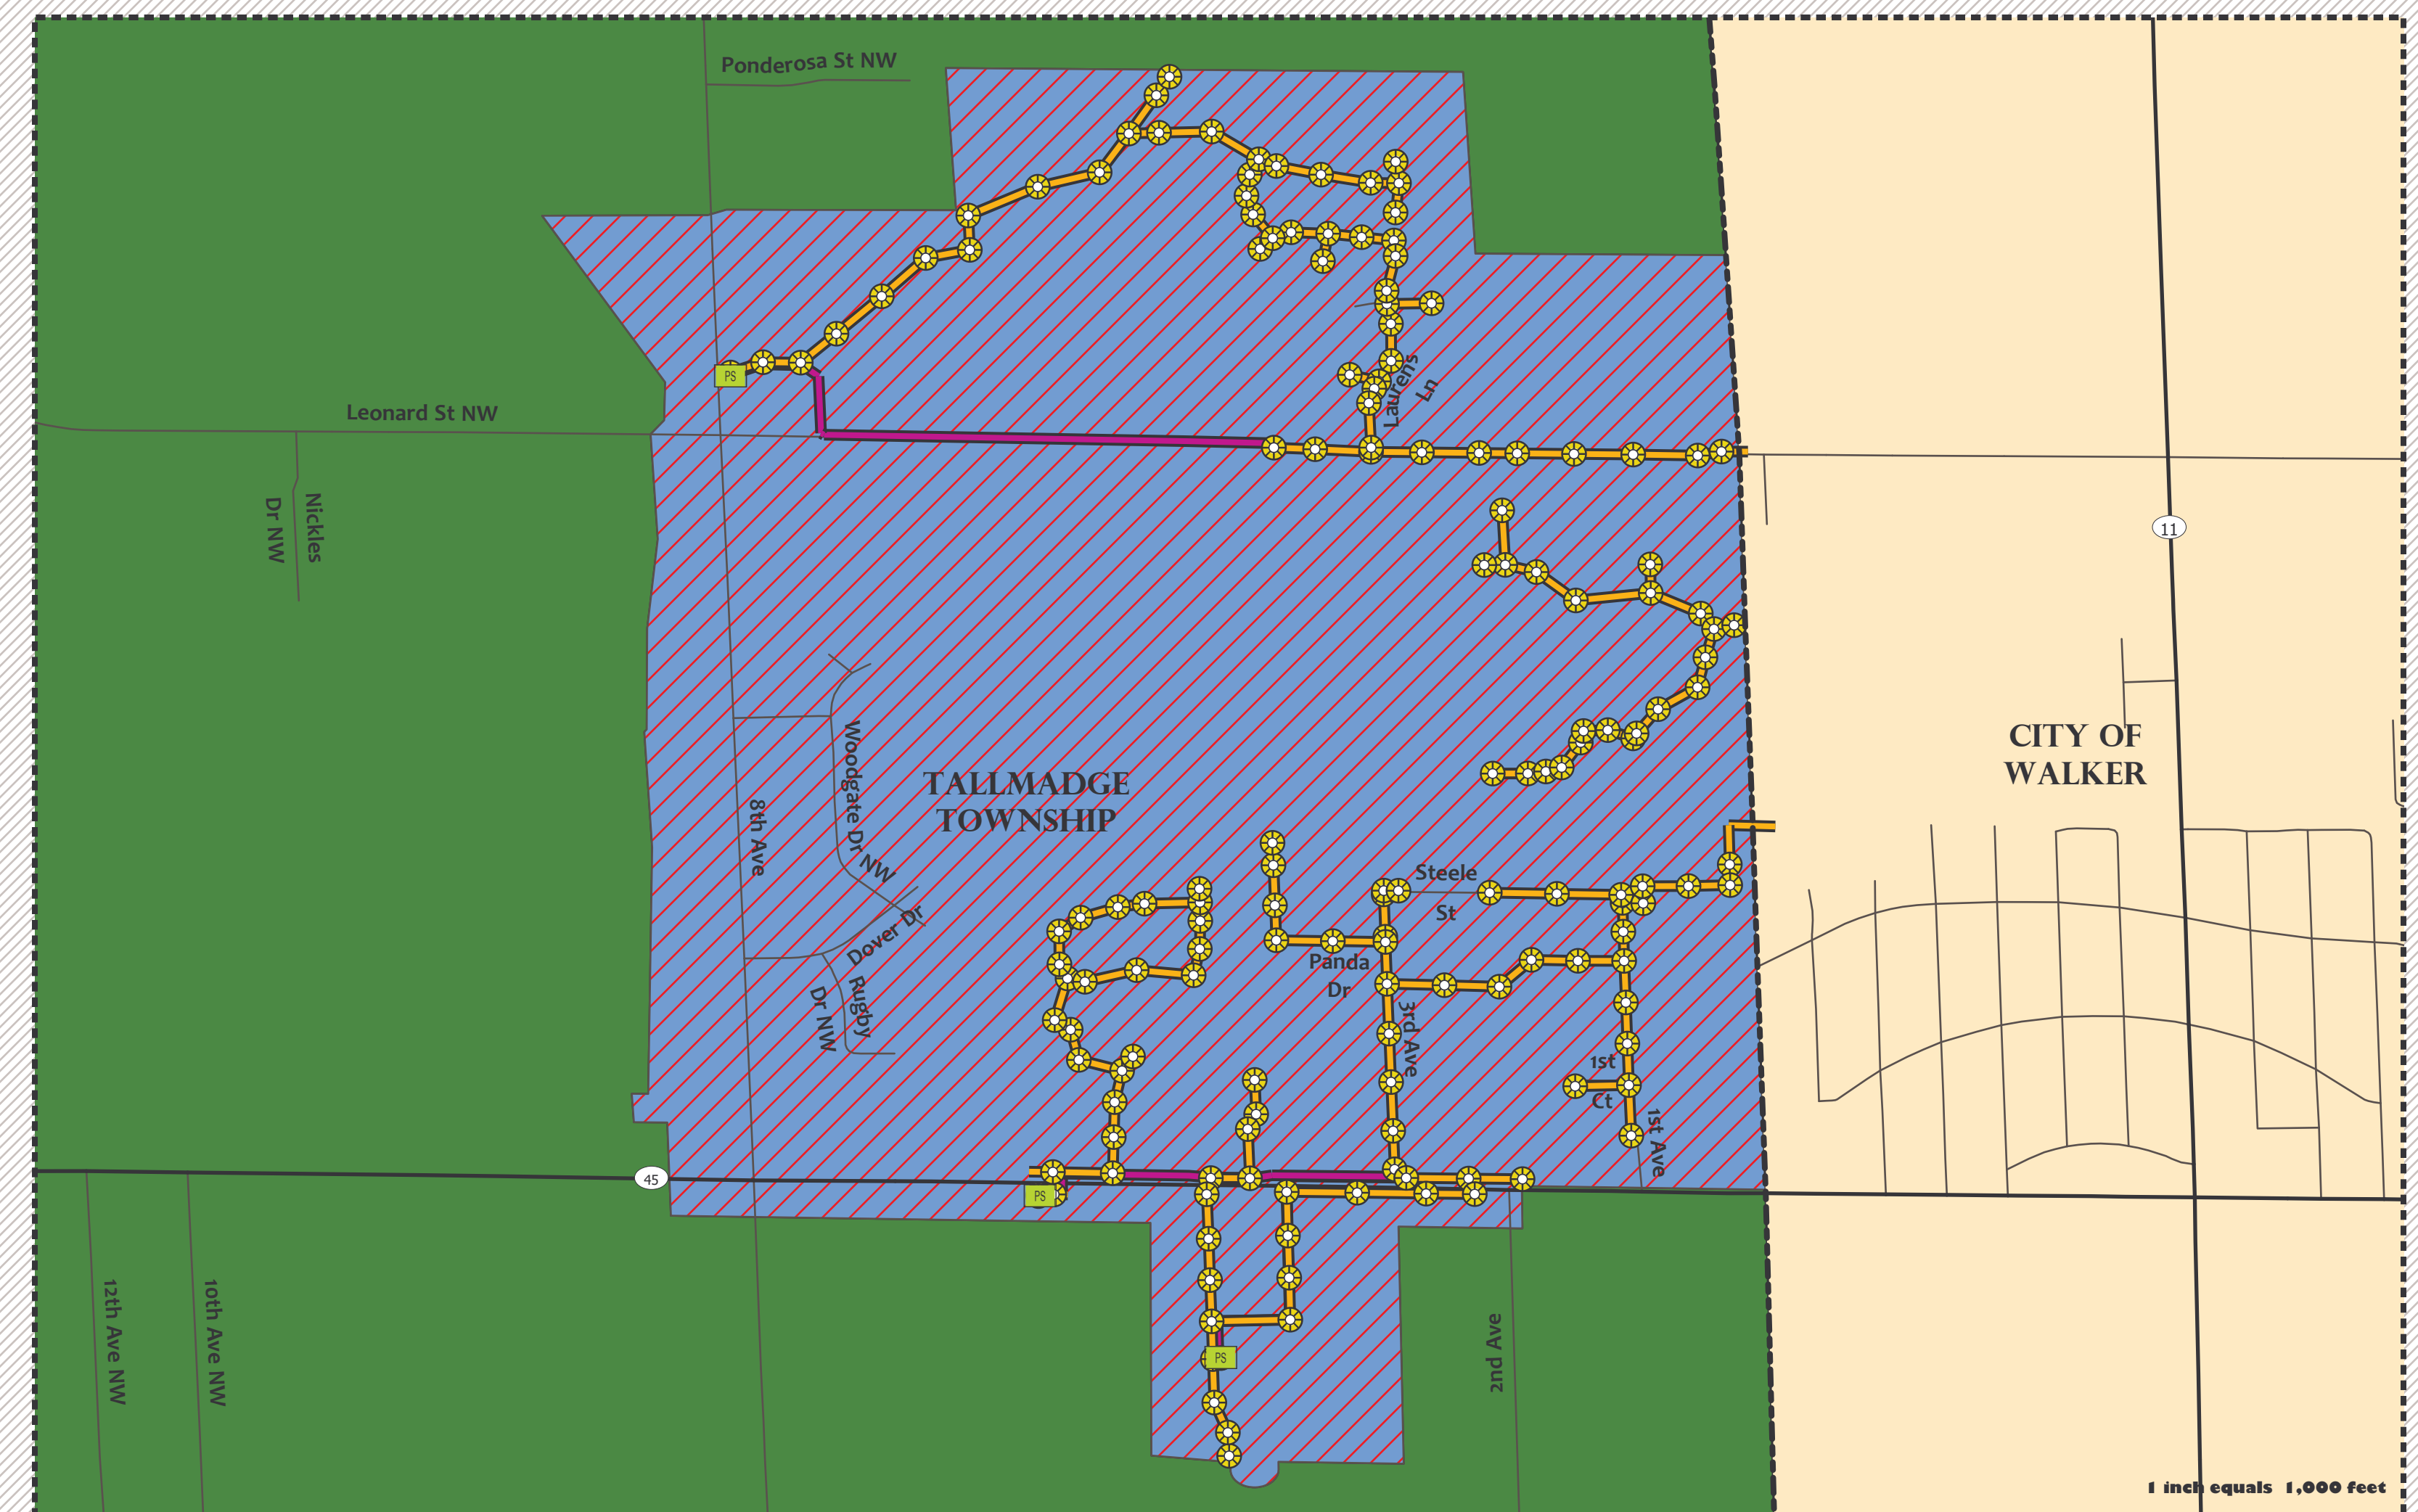 Ponderosa St NW
PS
Leonard St NW
Laurens
Ln
Nickles
Dr NW
11
CITY OF
WALKER
TALLMADGE
TOWNSHIP
Woodgate Dr NW
8th Ave
Dover Dr
Rugby
Dr NW
Steele
St
Panda
Dr
3rd Ave
1st
Ct
1st Ave
45
PS
PS
12th Ave NW
10th Ave NW
2nd Ave
1 inch equals 1,000 feet